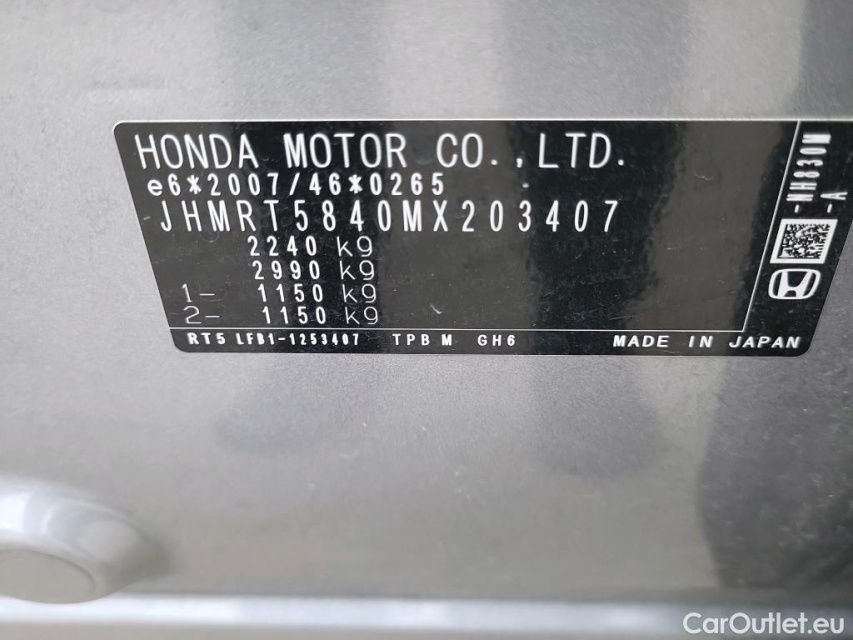 HONDA MOTOR CO.,LTD.
e6*2007/46*0265
JHMRT5840MX203407
2240 kg
2990 kg
1- 1150 kg
2- 1150 kg
RT5 LFB1-1253407 TPBM GH6 MADE IN JAPAN
NH830M
V-
CarOutlet.eu